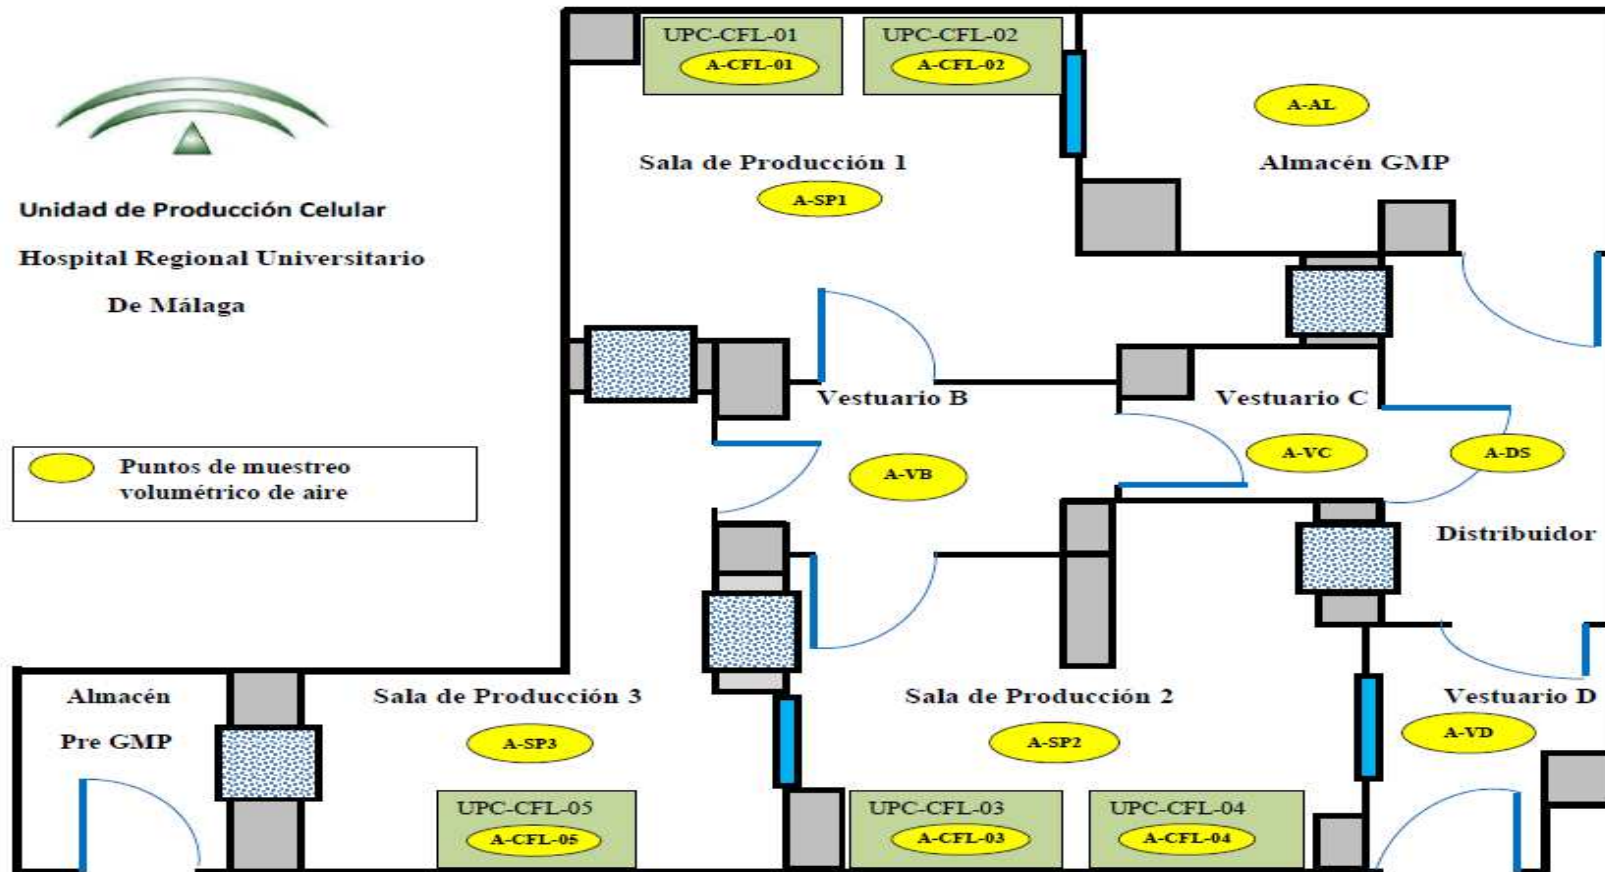 UPC-CFL-01
A-CFL-01
UPC-CFL-02
A-CFL-02
A-AL
Sala de Producción 1
Almacén GMP
A-SP1
Unidad de Producción Celular
Hospital Regional Universitario
De Málaga
Vestuario B
Vestuario C
Puntos de muestreo
volumétrico de aire
A-VB
A-VC
A-DS
Distribuidor
Almacén
Pre GMP
Sala de Producción 3
A-SP3
Sala de Producción 2
A-SP2
Vestuario D
A-VD
UPC-CFL-05
A-CFL-05
UPC-CFL-03
A-CFL-03
UPC-CFL-04
A-CFL-04